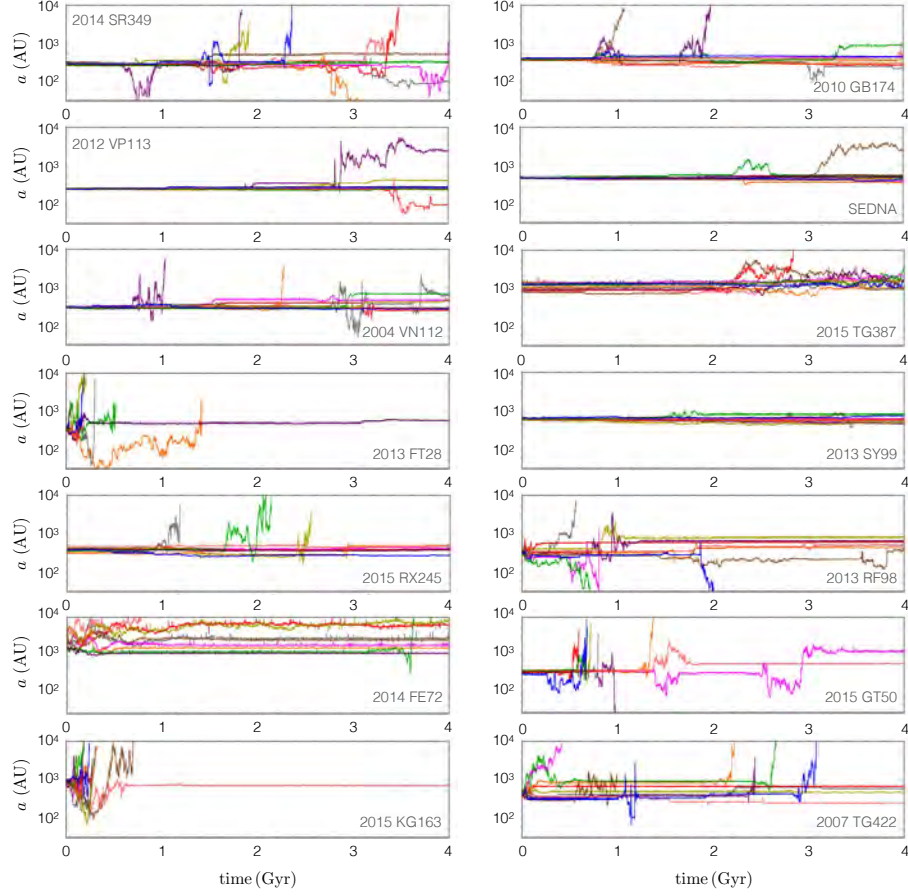 2014 SR349
10⁴
10³
10²
a (AU)
0 1 2 3 4
2010 GB174
10⁴
10³
10²
a (AU)
0 1 2 3 4
2012 VP113
10⁴
10³
10²
a (AU)
0 1 2 3 4
SEDNA
10⁴
10³
10²
a (AU)
0 1 2 3 4
2004 VN112
10⁴
10³
10²
a (AU)
0 1 2 3 4
2015 TG387
10⁴
10³
10²
a (AU)
0 1 2 3 4
2013 FT28
10⁴
10³
10²
a (AU)
0 1 2 3 4
2013 SY99
10⁴
10³
10²
a (AU)
0 1 2 3 4
2015 RX245
10⁴
10³
10²
a (AU)
0 1 2 3 4
2013 RF98
10⁴
10³
10²
a (AU)
0 1 2 3 4
2014 FE72
10⁴
10³
10²
a (AU)
0 1 2 3 4
2015 GT50
10⁴
10³
10²
a (AU)
0 1 2 3 4
2015 KG163
10⁴
10³
10²
a (AU)
0 1 2 3 4
time (Gyr)
2007 TG422
10⁴
10³
10²
a (AU)
0 1 2 3 4
time (Gyr)